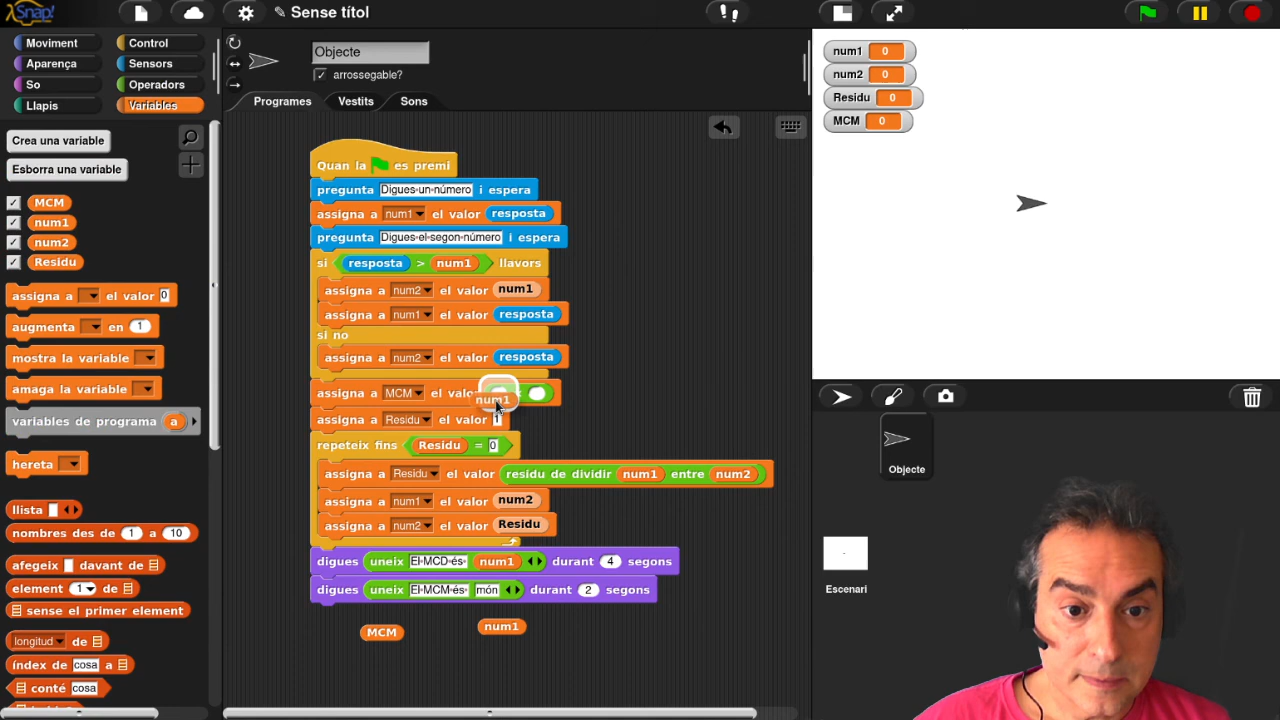 Snap!
Sense títol
Moviment
Control
Aparença
Sensors
So
Operadors
Llapis
Variables
Crea una variable
Esborra una variable
MCM
num1
num2
Residu
assigna a el valor 0
augmenta en 1
mostra la variable
amaga la variable
variables de programa a
hereta
llista
nombres des de 1 a 10
afegeix davant de
element 1 de
sense el primer element
longitud de
índex de cosa a
conté cosa
Objecte
arrossegable?
Programes
Vestits
Sons
Quan la es premi
pregunta Digues·un·número i espera
assigna a num1 el valor resposta
pregunta Digues·el·segon·número i espera
si resposta > num1 llavors
assigna a num2 el valor num1
assigna a num1 el valor resposta
si no
assigna a num2 el valor resposta
assigna a MCM el valor
num1
assigna a Residu el valor 1
repeteix fins Residu = 0
assigna a Residu el valor residu de dividir num1 entre num2
assigna a num1 el valor num2
assigna a num2 el valor Residu
digues uneix El·MCD·és· num1 durant 4 segons
digues uneix El·MCM·és· món durant 2 segons
MCM
num1
num1 0
num2 0
Residu 0
MCM 0
Objecte
Escenari